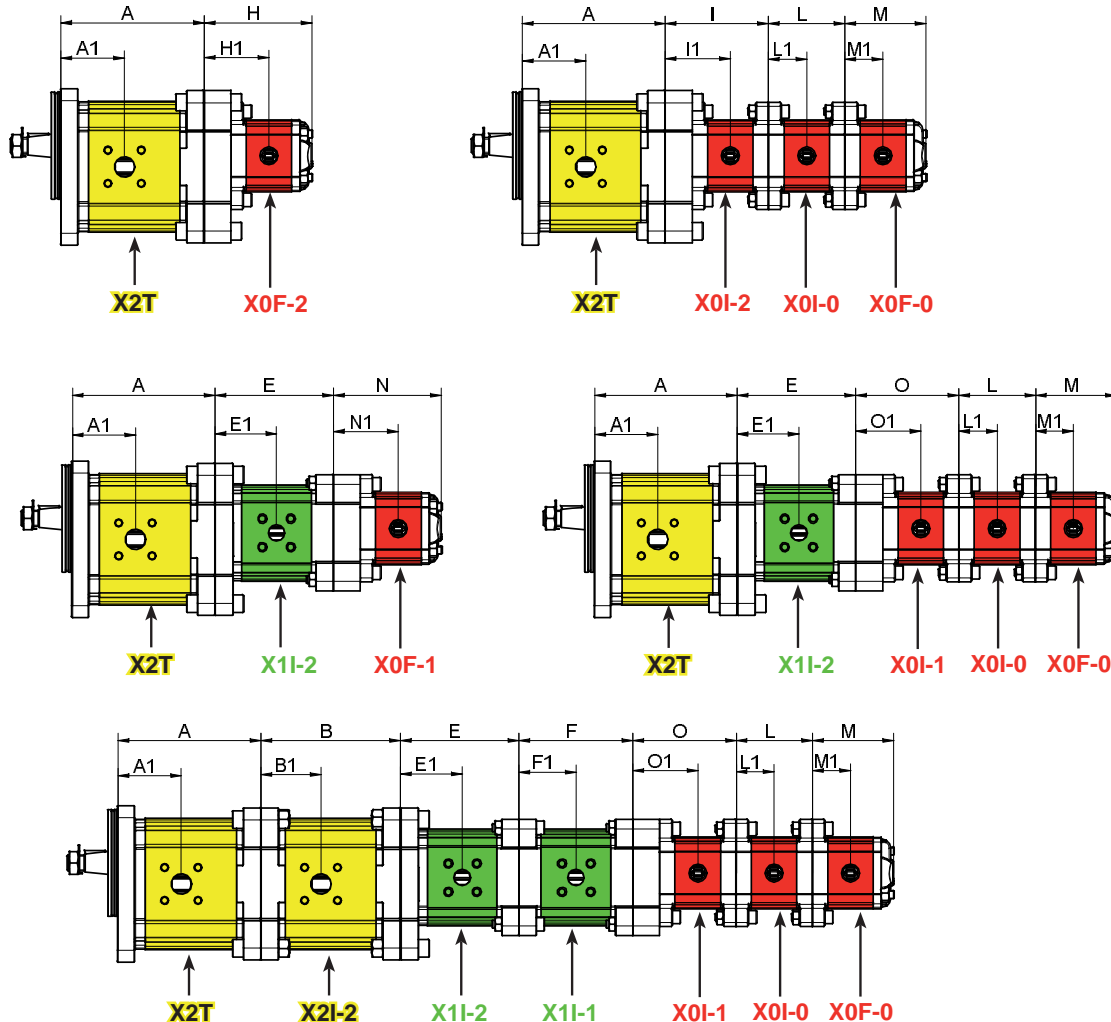 A H
A1 H1
X2T X0F-2
A I L M
A1 I1 L1 M1
X2T X0I-2 X0I-0 X0F-0
A E N
A1 E1 N1
X2T X1I-2 X0F-1
A E O L M
A1 E1 O1 L1 M1
X2T X1I-2 X0I-1 X0I-0 X0F-0
A B E F O L M
A1 B1 E1 F1 O1 L1 M1
X2T X2I-2 X1I-2 X1I-1 X0I-1 X0I-0 X0F-0